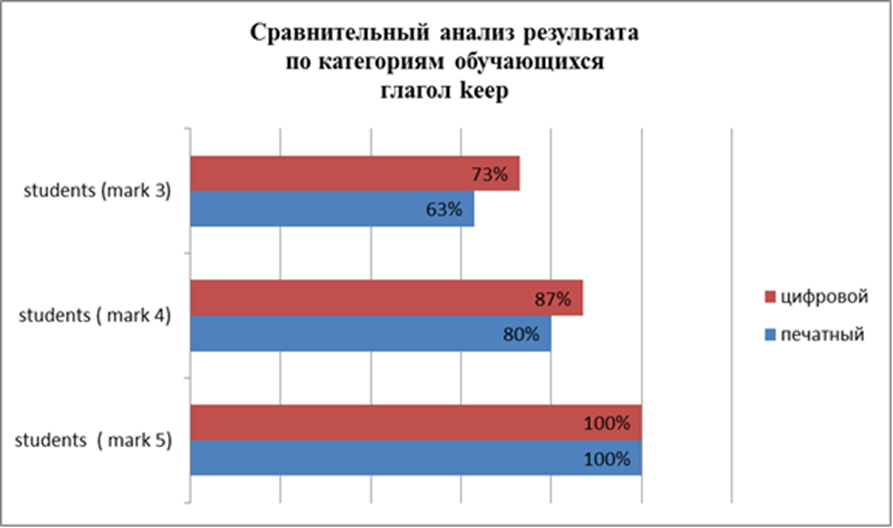 Сравнительный анализ результата
по категориям обучающихся
глагол keep
students (mark 3)
73%
63%
students ( mark 4)
87%
80%
students ( mark 5)
100%
100%
цифровой
печатный